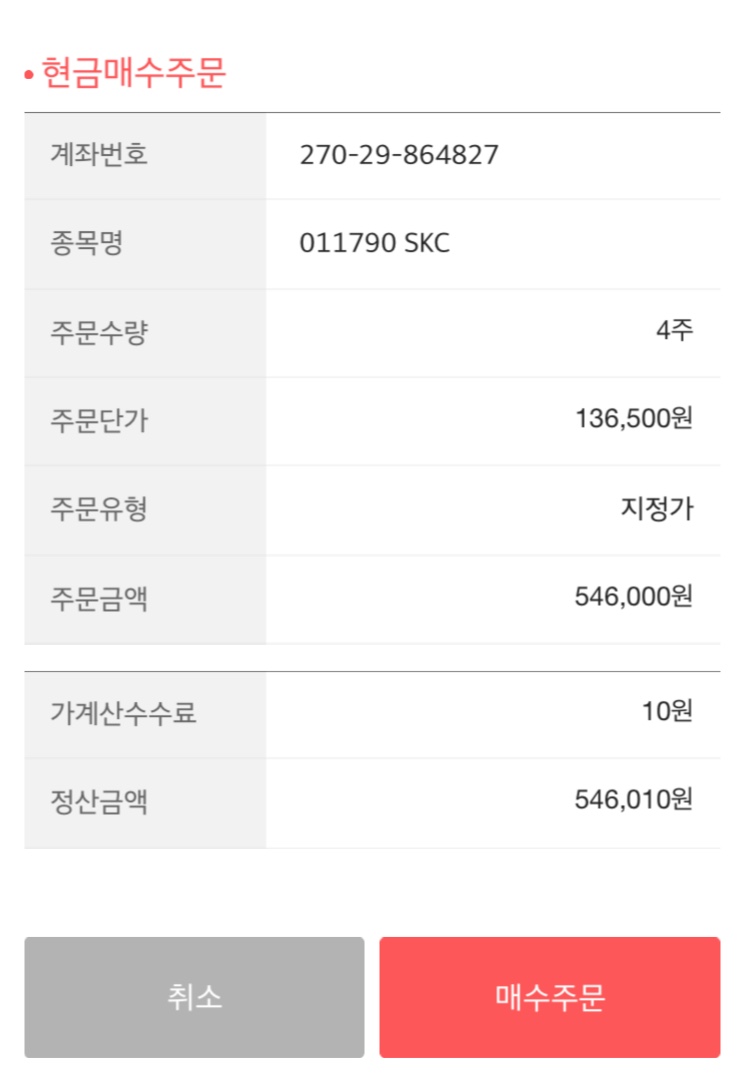 • 현금매수주문
계좌번호 270-29-864827
종목명 011790 SKC
주문수량 4주
주문단가 136,500원
주문유형 지정가
주문금액 546,000원
가계산수수료 10원
정산금액 546,010원
취소 매수주문